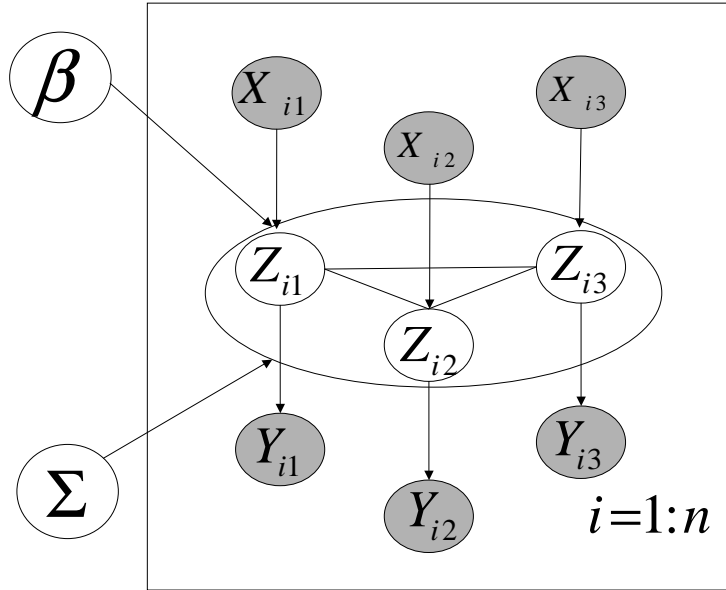 β
X i1
X i2
X i3
Z i1
Z i2
Z i3
Σ
Y i1
Y i2
Y i3
i=1:n